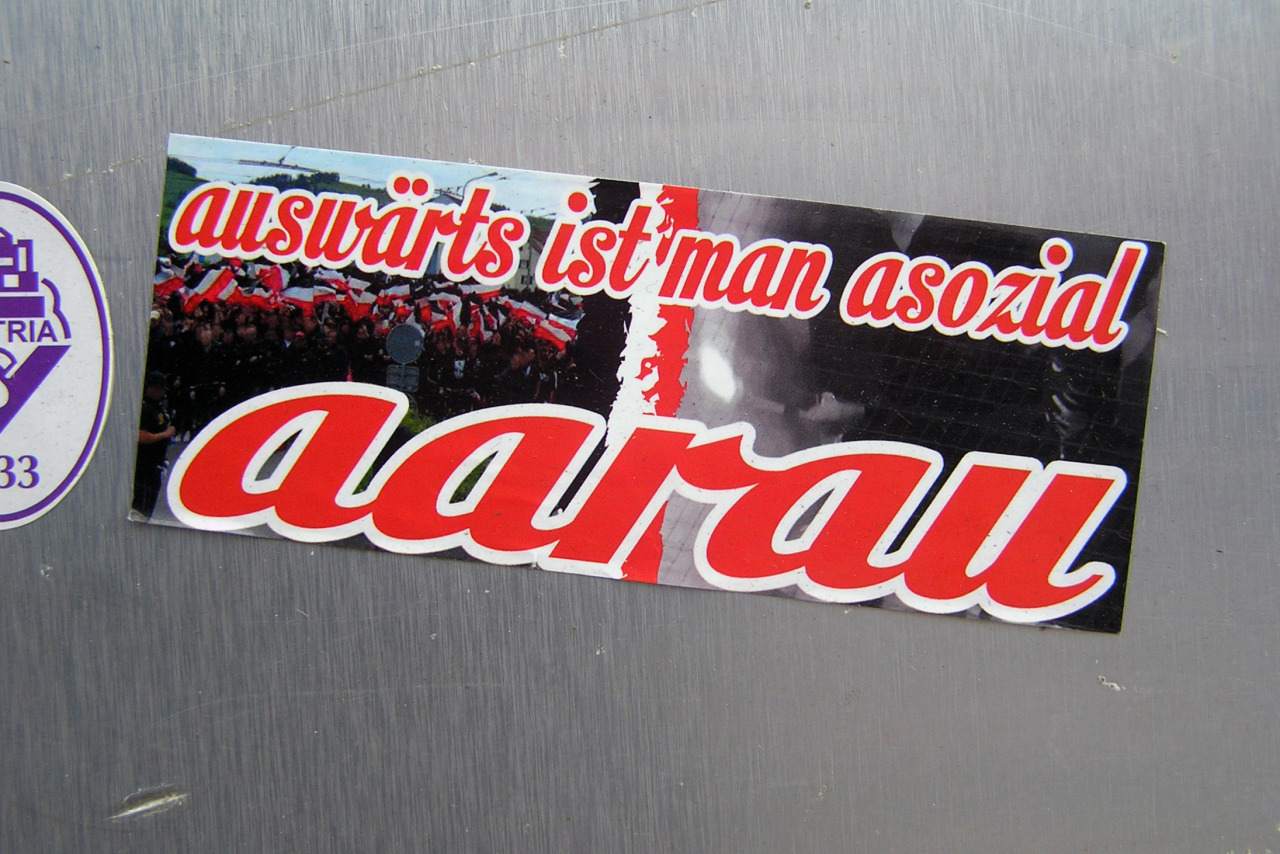 auswärts ist man asozial
aarau
TRIA
33